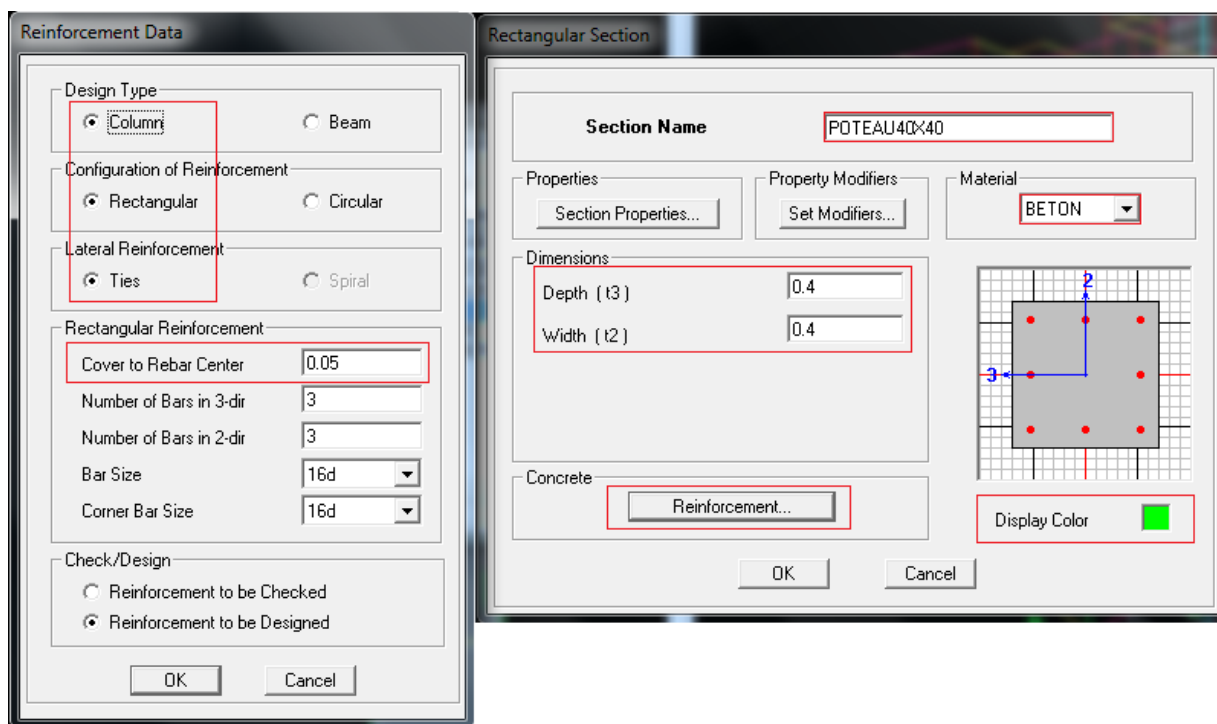 Reinforcement Data
Design Type
Column Beam
Configuration of Reinforcement
Rectangular Circular
Lateral Reinforcement
Ties Spiral
Rectangular Reinforcement
Cover to Rebar Center 0.05
Number of Bars in 3-dir 3
Number of Bars in 2-dir 3
Bar Size 16d
Corner Bar Size 16d
Check/Design
Reinforcement to be Checked
Reinforcement to be Designed
OK Cancel
Rectangular Section
Section Name POTEAU40X40
Properties Property Modifiers Material
Section Properties... Set Modifiers... BETON
Dimensions
Depth ( t3 ) 0.4
Width ( t2 ) 0.4
2
3
Concrete
Reinforcement...
Display Color
OK Cancel